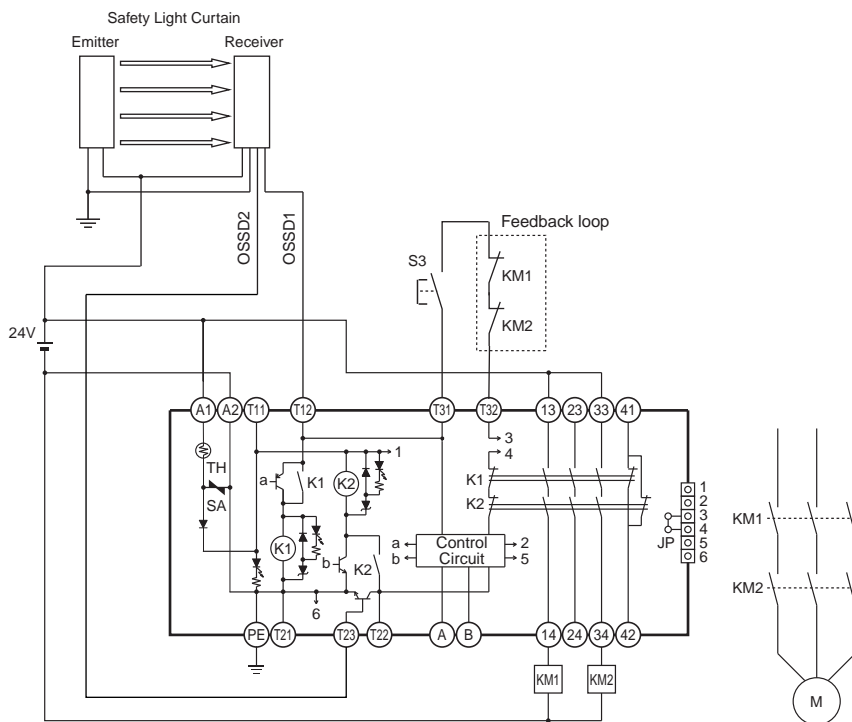 Safety Light Curtain
Emitter
Receiver
OSSD2
OSSD1
Feedback loop
S3
KM1
KM2
24V
A1
A2
T11
T12
T31
T32
13
23
33
41
TH
SA
a
K1
K1
1
K2
b
K2
6
3
4
K1
K2
a
b
Control
Circuit
2
5
JP
1
2
3
4
5
6
PE
T21
T23
T22
A
B
14
24
34
42
KM1
KM2
KM1
KM2
M